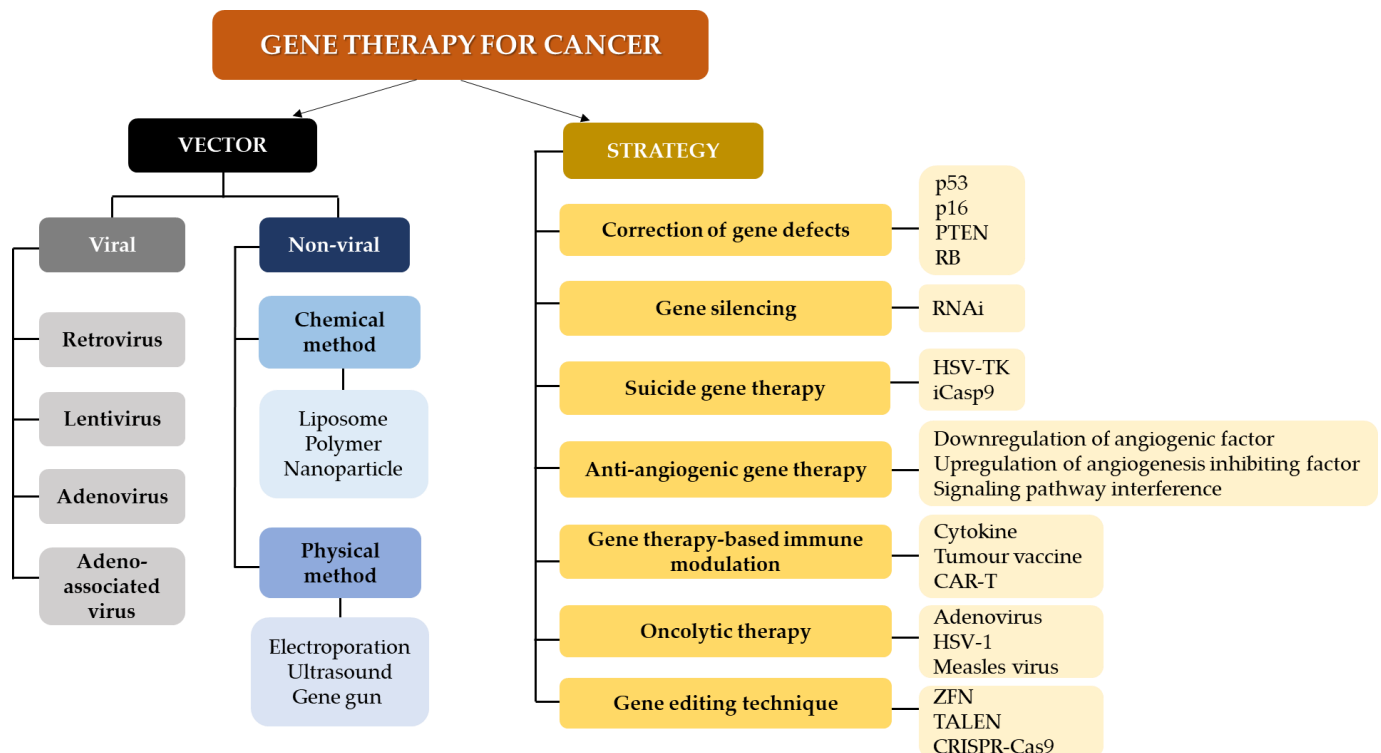 GENE THERAPY FOR CANCER
VECTOR
Viral
Retrovirus
Lentivirus
Adenovirus
Adeno-
associated
virus
Non-viral
Chemical
method
Liposome
Polymer
Nanoparticle
Physical
method
Electroporation
Ultrasound
Gene gun
STRATEGY
Correction of gene defects
p53
p16
PTEN
RB
Gene silencing
RNAi
Suicide gene therapy
HSV-TK
iCasp9
Anti-angiogenic gene therapy
Downregulation of angiogenic factor
Upregulation of angiogenesis inhibiting factor
Signaling pathway interference
Gene therapy-based immune
modulation
Cytokine
Tumour vaccine
CAR-T
Oncolytic therapy
Adenovirus
HSV-1
Measles virus
Gene editing technique
ZFN
TALEN
CRISPR-Cas9